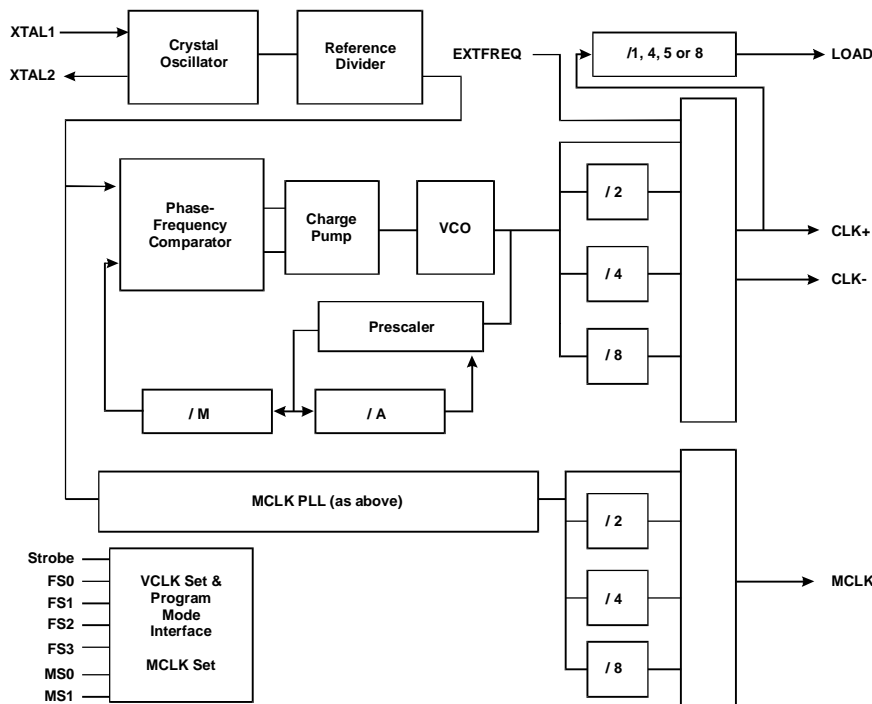 XTAL1
XTAL2
Crystal
Oscillator
Reference
Divider
EXTFREQ
/1, 4, 5 or 8
LOAD
Phase-
Frequency
Comparator
Charge
Pump
VCO
/ 2
/ 4
/ 8
CLK+
CLK-
Prescaler
/ M
/ A
MCLK PLL (as above)
/ 2
/ 4
/ 8
MCLK
Strobe
FS0
FS1
FS2
FS3
MS0
MS1
VCLK Set &
Program
Mode
Interface
MCLK Set